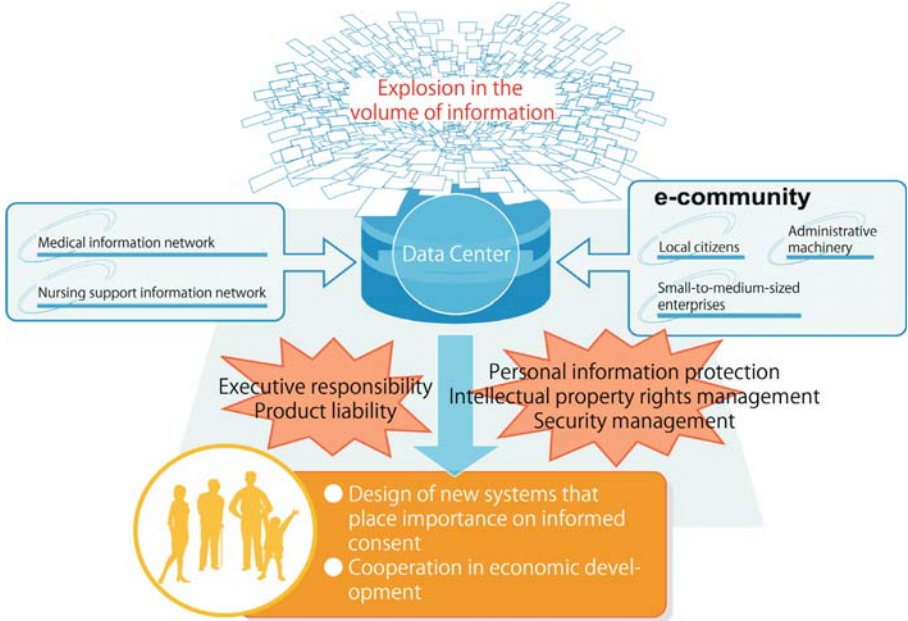 Explosion in the
volume of information
Medical information network
Nursing support information network
Data Center
e-community
Local citizens
Administrative
machinery
Small-to-medium-sized
enterprises
Executive responsibility
Product liability
Personal information protection
Intellectual property rights management
Security management
● Design of new systems that
place importance on informed
consent
● Cooperation in economic devel-
opment